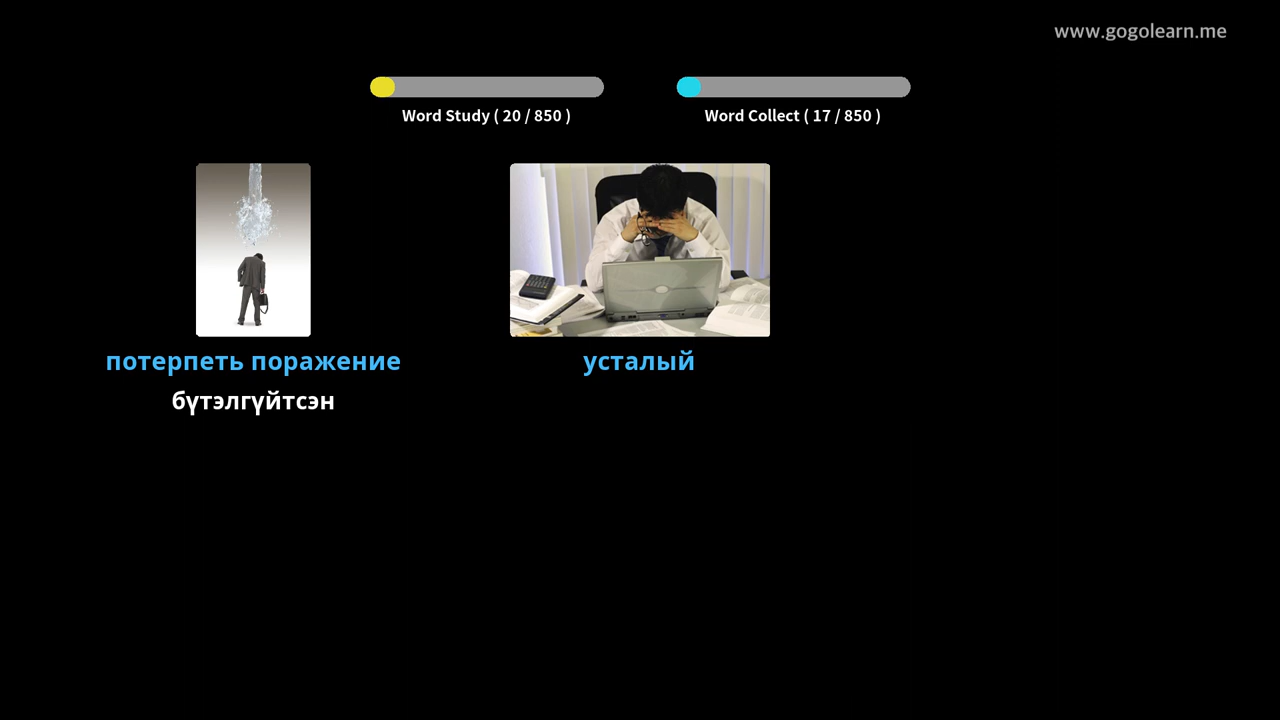 www.gogolearn.me
Word Study ( 20 / 850 )
Word Collect ( 17 / 850 )
потерпеть поражение
усталый
бүтэлгүйтсэн